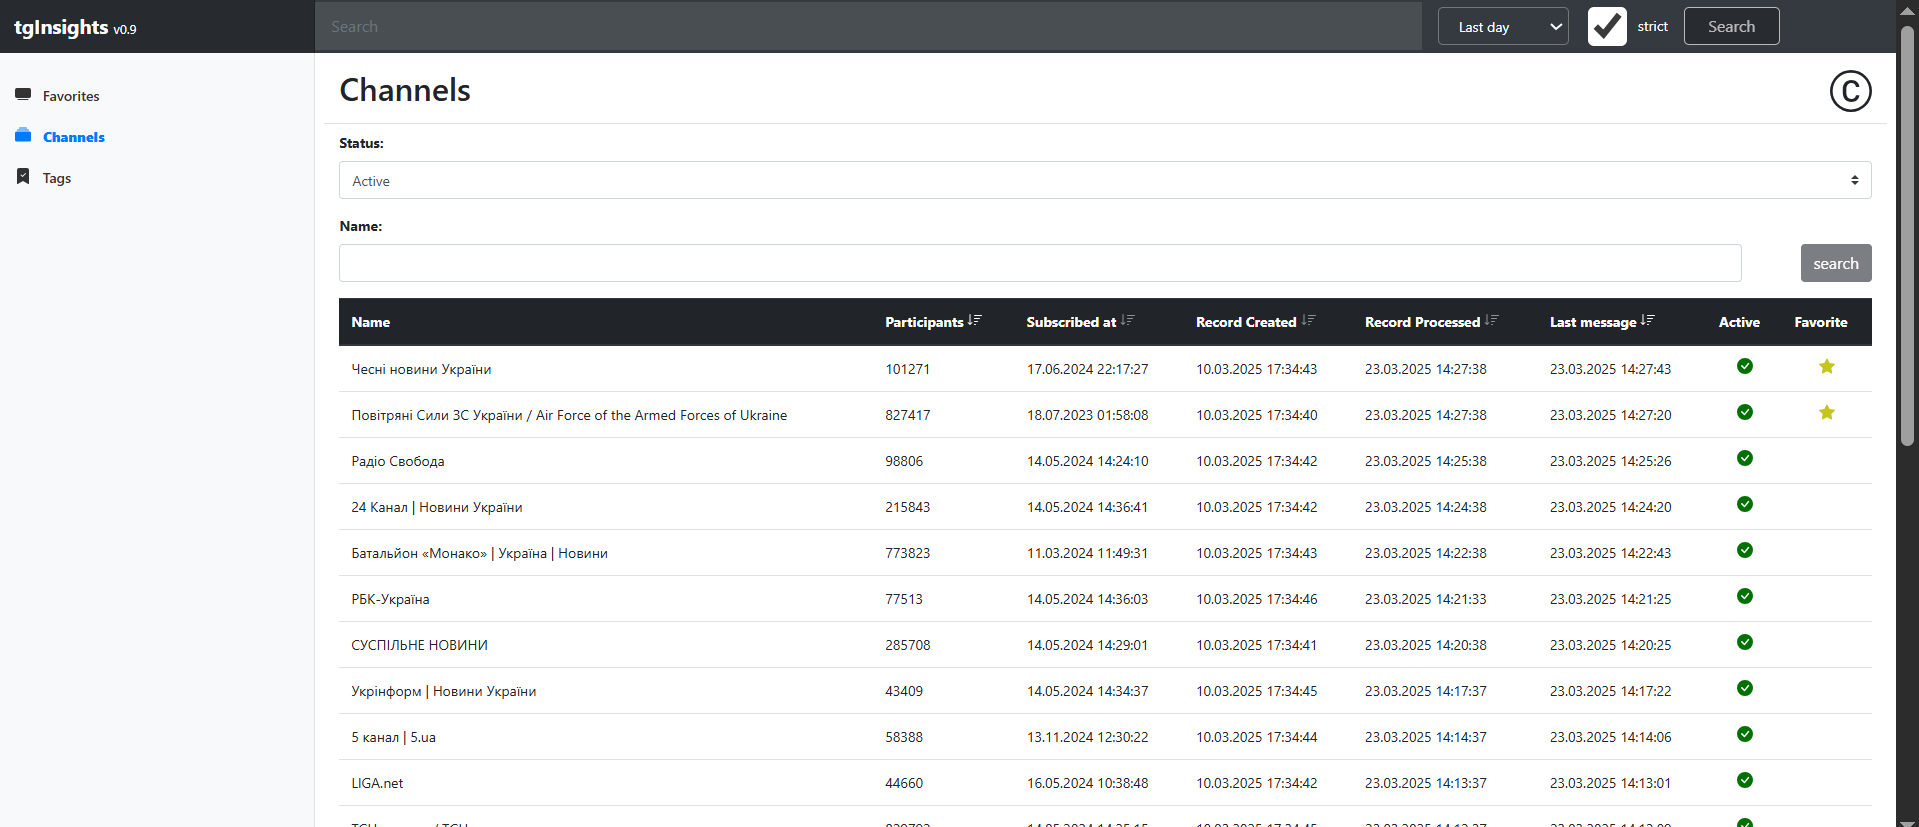 tgInsights v0.9
Search
Last day
strict
Search
Favorites
Channels
Tags
Channels
Status:
Active
Name:
search
Name Participants Subscribed at Record Created Record Processed Last message Active Favorite
Чесні новини України 101271 17.06.2024 22:17:27 10.03.2025 17:34:43 23.03.2025 14:27:38 23.03.2025 14:27:43
Повітряні Сили ЗС України / Air Force of the Armed Forces of Ukraine 827417 18.07.2023 01:58:08 10.03.2025 17:34:40 23.03.2025 14:27:38 23.03.2025 14:27:20
Радіо Свобода 98806 14.05.2024 14:24:10 10.03.2025 17:34:42 23.03.2025 14:25:38 23.03.2025 14:25:26
24 Канал | Новини України 215843 14.05.2024 14:36:41 10.03.2025 17:34:42 23.03.2025 14:24:38 23.03.2025 14:24:20
Батальйон «Монако» | Україна | Новини 773823 11.03.2024 11:49:31 10.03.2025 17:34:43 23.03.2025 14:22:38 23.03.2025 14:22:43
РБК-Україна 77513 14.05.2024 14:36:03 10.03.2025 17:34:46 23.03.2025 14:21:33 23.03.2025 14:21:25
СУСПІЛЬНЕ НОВИНИ 285708 14.05.2024 14:29:01 10.03.2025 17:34:41 23.03.2025 14:20:38 23.03.2025 14:20:25
Укрінформ | Новини України 43409 14.05.2024 14:34:37 10.03.2025 17:34:45 23.03.2025 14:17:37 23.03.2025 14:17:22
5 канал | 5.ua 58388 13.11.2024 12:30:22 10.03.2025 17:34:44 23.03.2025 14:14:37 23.03.2025 14:14:06
LIGA.net 44660 16.05.2024 10:38:48 10.03.2025 17:34:42 23.03.2025 14:13:37 23.03.2025 14:13:01